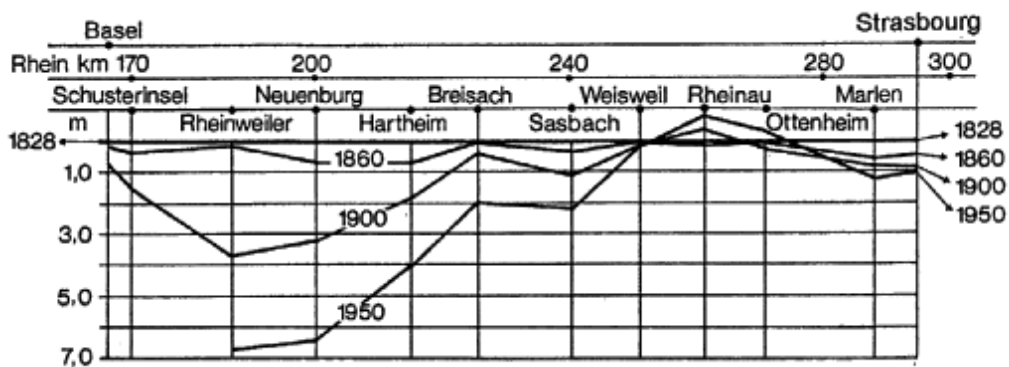 Basel Strasbourg
Rhein km 170 200 240 280 300
Schusterinsel Neuenburg Breisach Weisweil Rheinau Marlen
m Rheinweiler Hartheim Sasbach Ottenheim
1828 1828
1860 1860
1,0 1900
1900 1950
3,0
5,0 1950
7,0